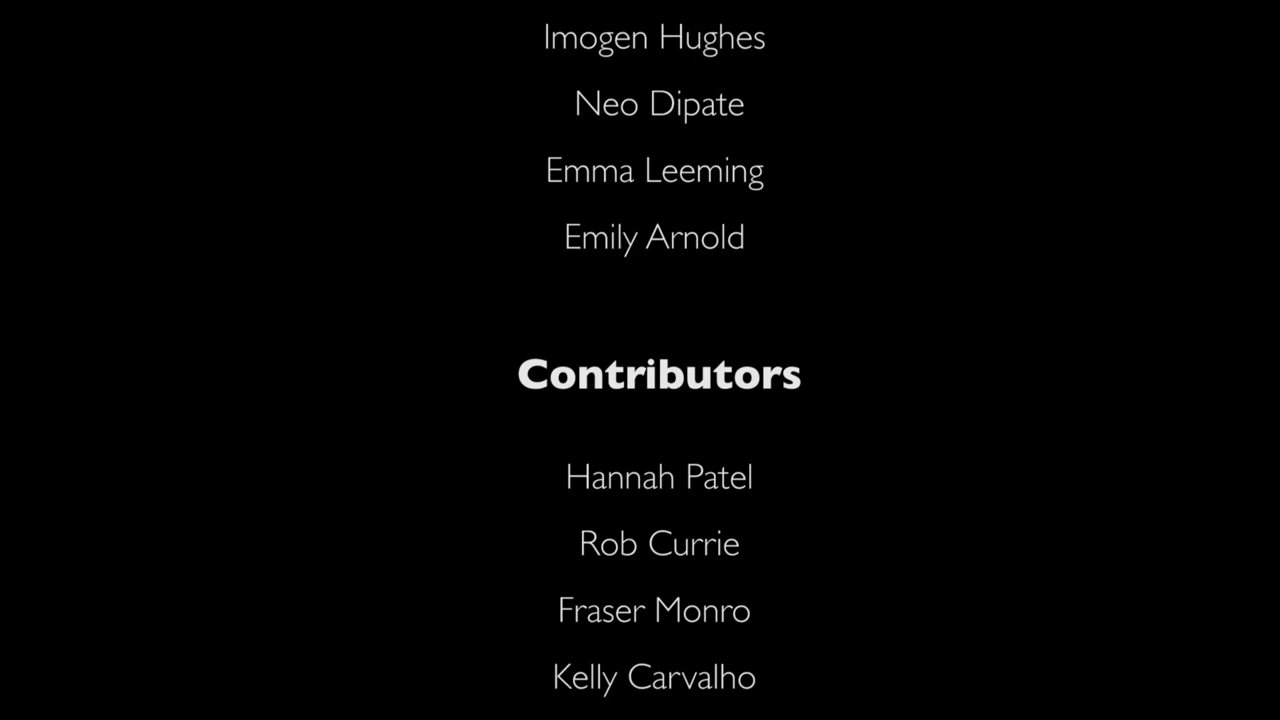 Imogen Hughes
Neo Dipate
Emma Leeming
Emily Arnold
Contributors
Hannah Patel
Rob Currie
Fraser Monro
Kelly Carvalho